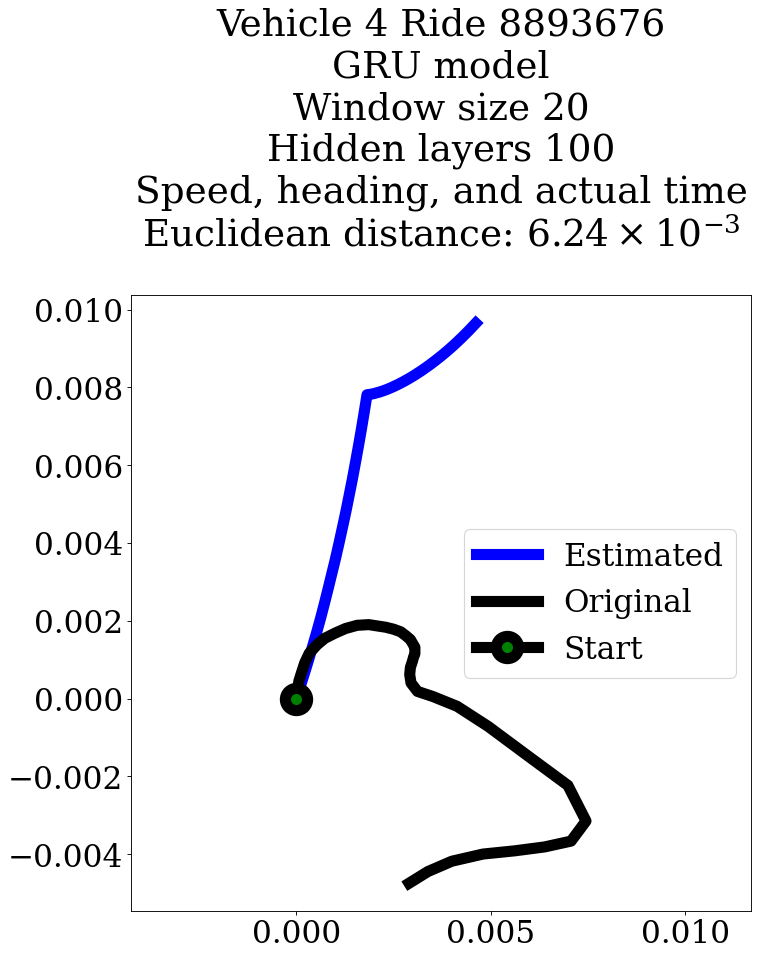 Vehicle 4 Ride 8893676
GRU model
Window size 20
Hidden layers 100
Speed, heading, and actual time
Euclidean distance: 6.24 × 10⁻³
0.010
0.008
0.006
0.004
0.002
0.000
−0.002
−0.004
Estimated
Original
Start
0.000 0.005 0.010